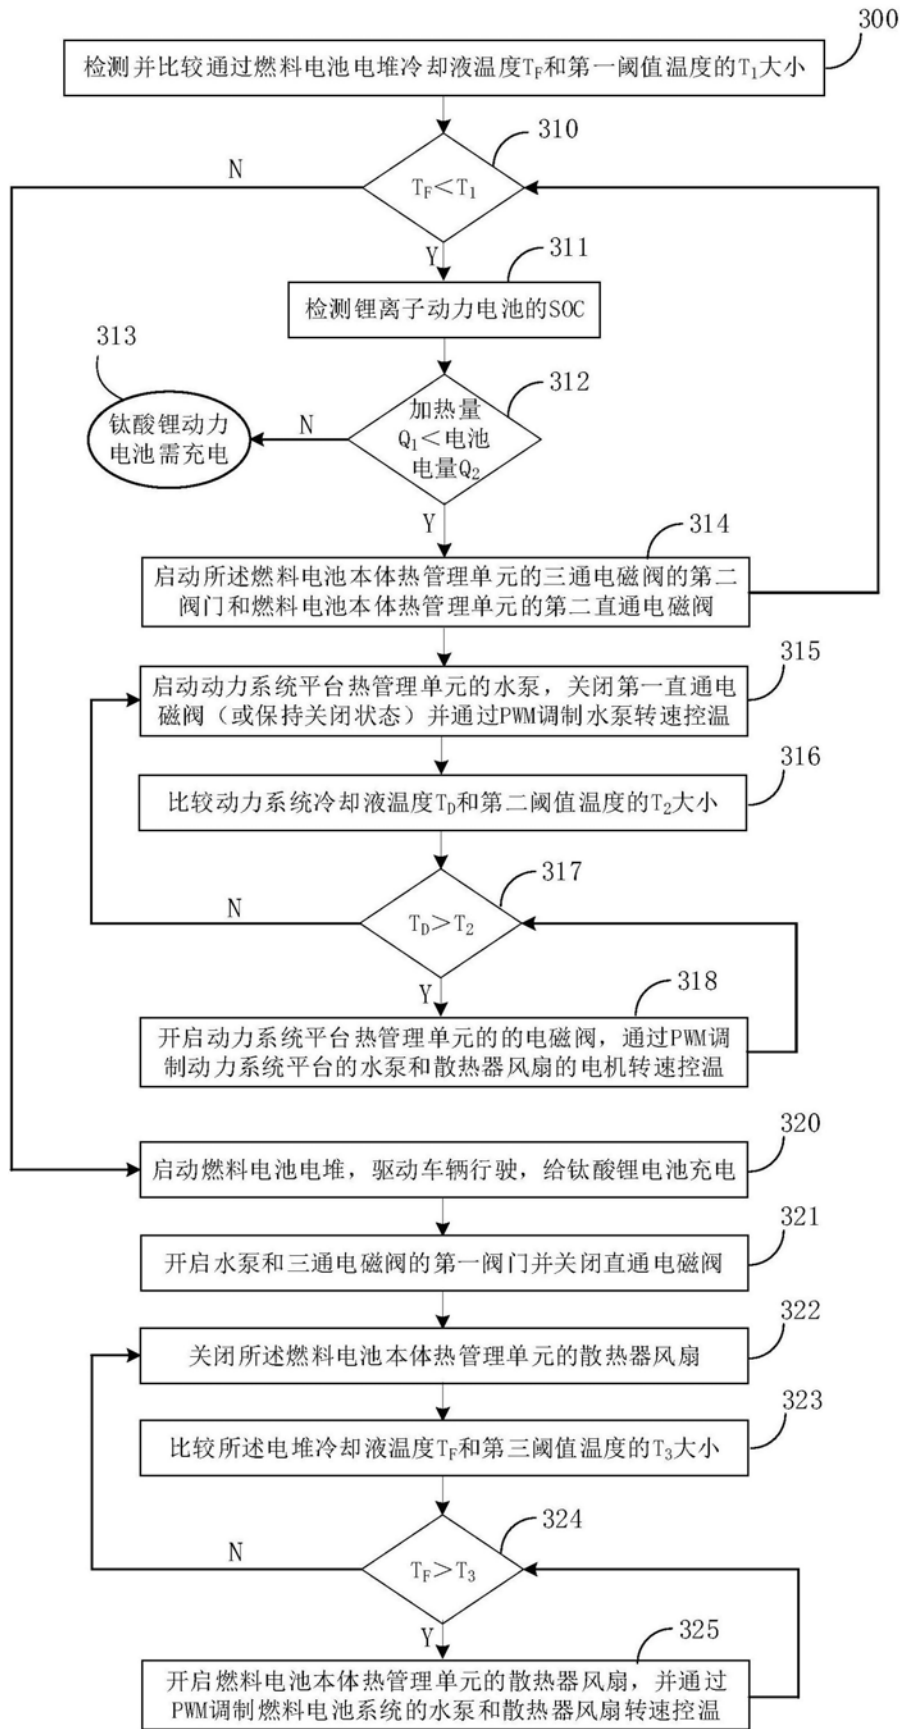 300
检测并比较通过燃料电池电堆冷却液温度T_F和第一阈值温度的T_1大小
310
N
T_F＜T_1
Y
311
检测锂离子动力电池的SOC
313
312
钛酸锂动力
电池需充电
N
加热量
Q_1＜电池
电量Q_2
Y
314
启动所述燃料电池本体热管理单元的三通电磁阀的第二
阀门和燃料电池本体热管理单元的第二直通电磁阀
315
启动动力系统平台热管理单元的水泵，关闭第一直通电
磁阀（或保持关闭状态）并通过PWM调制水泵转速控温
316
比较动力系统冷却液温度T_D和第二阈值温度的T_2大小
317
N
T_D＞T_2
Y
318
开启动力系统平台热管理单元的的电磁阀，通过PWM调
制动力系统平台的水泵和散热器风扇的电机转速控温
320
启动燃料电池电堆，驱动车辆行驶，给钛酸锂电池充电
321
开启水泵和三通电磁阀的第一阀门并关闭直通电磁阀
322
关闭所述燃料电池本体热管理单元的散热器风扇
323
比较所述电堆冷却液温度T_F和第三阈值温度的T_3大小
324
N
T_F＞T_3
Y
325
开启燃料电池本体热管理单元的散热器风扇，并通过
PWM调制燃料电池系统的水泵和散热器风扇转速控温